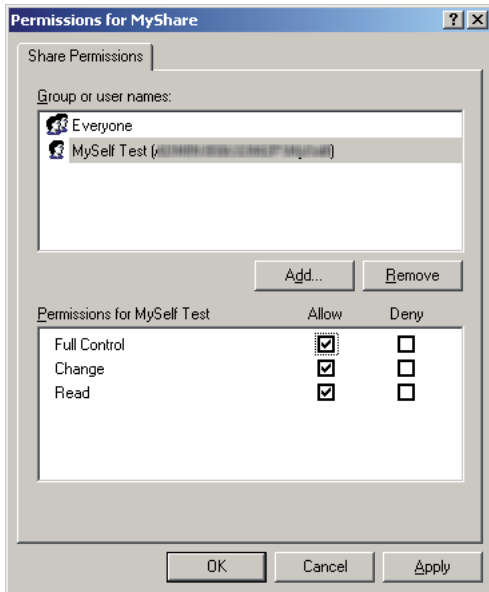 Permissions for MyShare
Share Permissions
Group or user names:
Everyone
MySelf Test (
Add... Remove
Permissions for MySelf Test Allow Deny
Full Control
Change
Read
OK Cancel Apply